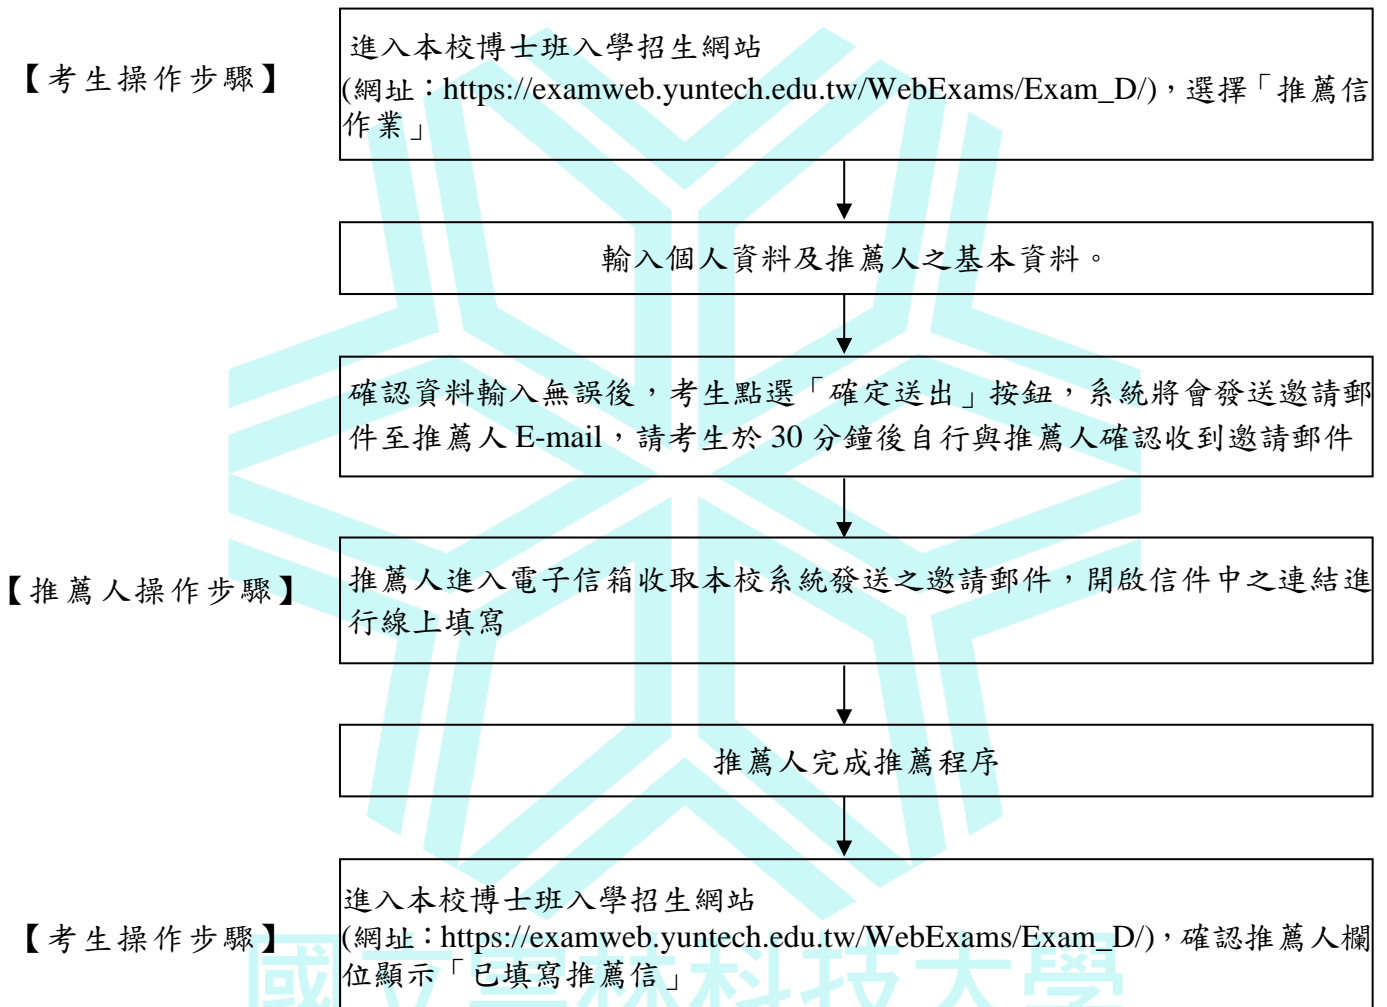 【考生操作步驟】
進入本校博士班入學招生網站
(網址：https://examweb.yuntech.edu.tw/WebExams/Exam_D/)，選擇「推薦信
作業」
輸入個人資料及推薦人之基本資料。
確認資料輸入無誤後，考生點選「確定送出」按鈕，系統將會發送邀請郵
件至推薦人 E-mail，請考生於 30 分鐘後自行與推薦人確認收到邀請郵件
【推薦人操作步驟】
推薦人進入電子信箱收取本校系統發送之邀請郵件，開啟信件中之連結進
行線上填寫
推薦人完成推薦程序
【考生操作步驟】
進入本校博士班入學招生網站
(網址：https://examweb.yuntech.edu.tw/WebExams/Exam_D/)，確認推薦人欄
位顯示「已填寫推薦信」
國立雲林科技大學